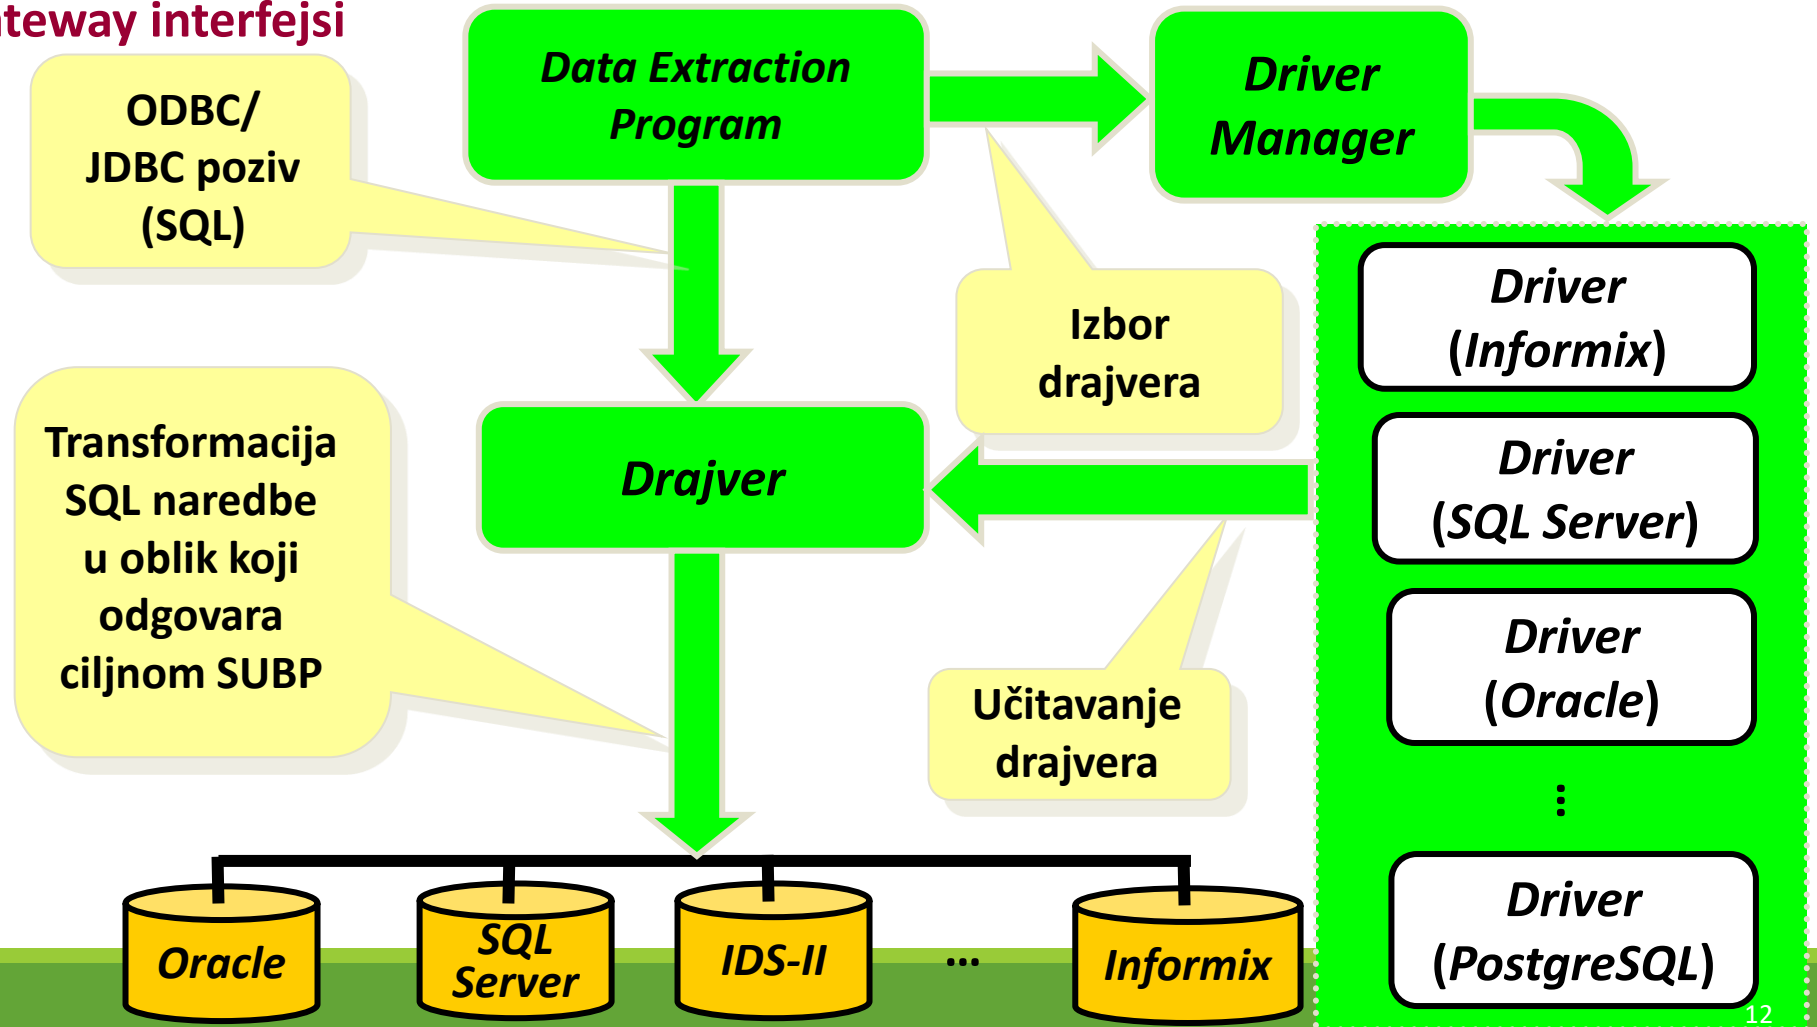 teway interfejsi
ODBC/
JDBC poziv
(SQL)
Data Extraction
Program
Driver
Manager
Izbor
drajvera
Driver
(Informix)
Transformacija
SQL naredbe
u oblik koji
odgovara
ciljnom SUBP
Drajver
Driver
(SQL Server)
Driver
(Oracle)
Učitavanje
drajvera
...
Driver
(PostgreSQL)
Oracle
SQL
Server
IDS-II
...
Informix
12